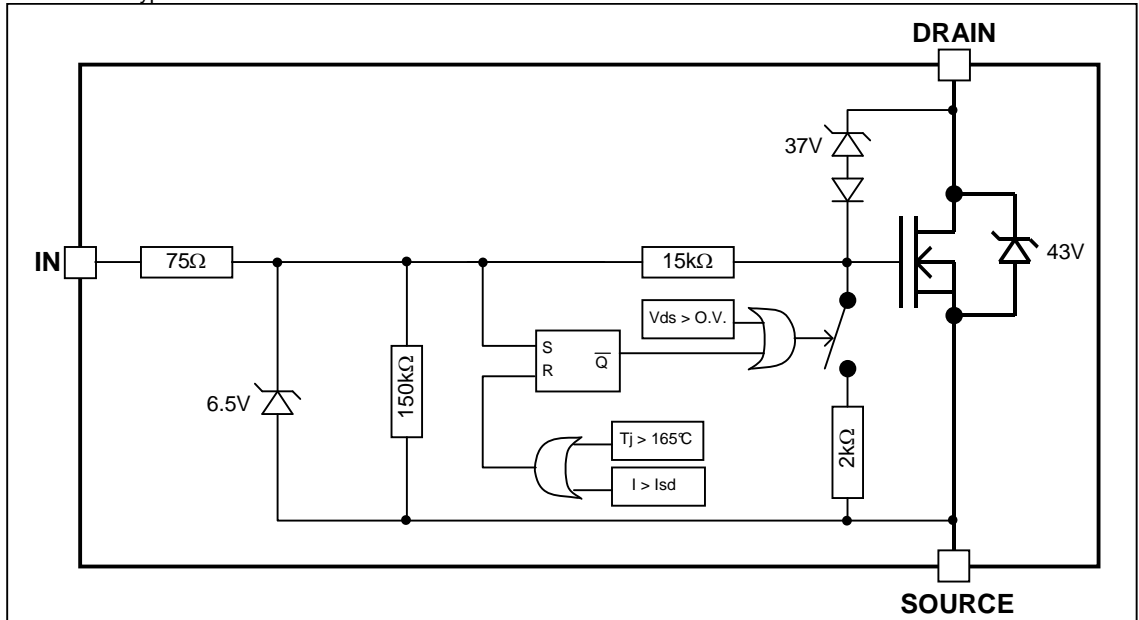 DRAIN
37V
IN
75Ω
15kΩ
43V
Vds > O.V.
S
R
Q
150kΩ
6.5V
Tj > 165°C
I > Isd
2kΩ
SOURCE